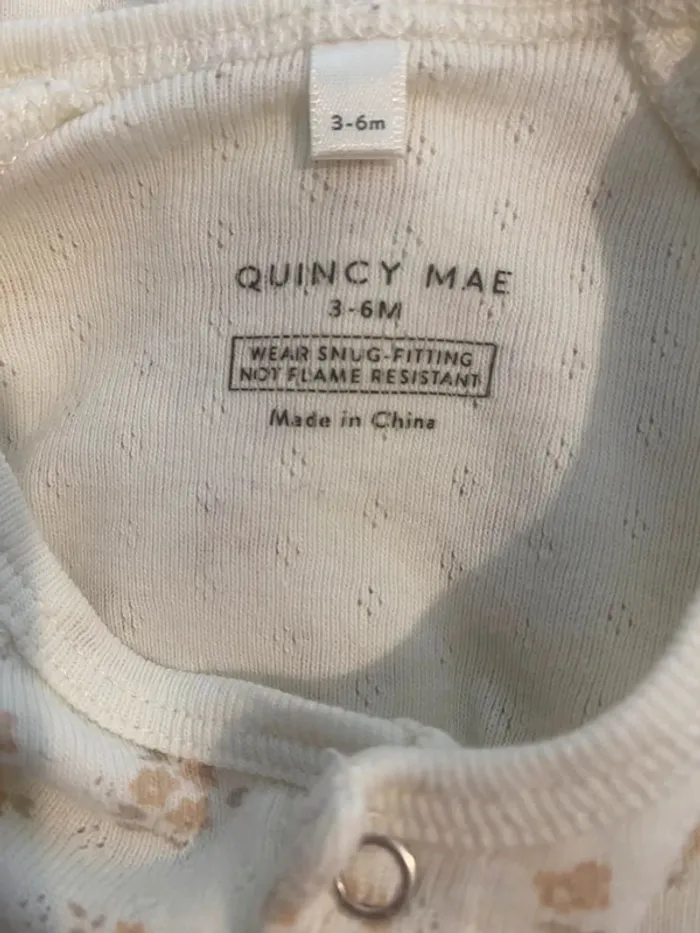 3-6m
QUINCY MAE
3-6M
WEAR SNUG-FITTING
NOT FLAME RESISTANT
Made in China